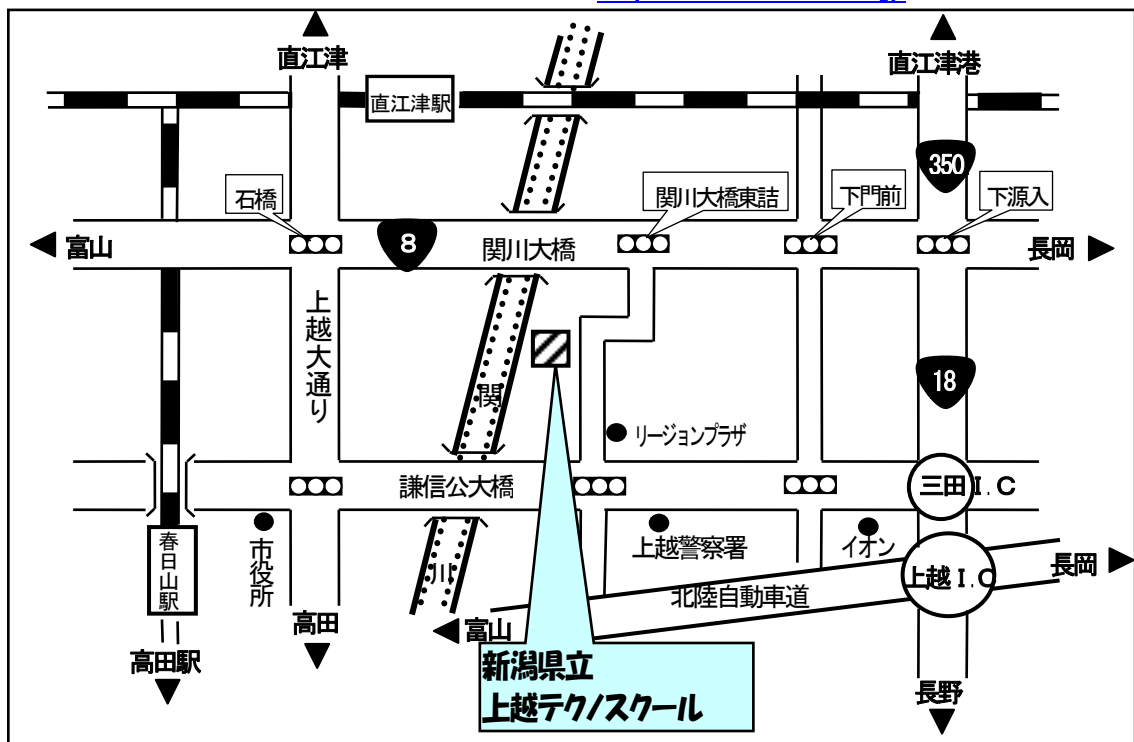 直江津
直江津港
直江津駅
350
石橋
関川大橋東詰
下門前
下源入
富山
8
関川大橋
長岡
上越大通り
18
関
リージョンプラザ
謙信公大橋
三田I.C
春日山駅
市役所
川
上越警察署
イオン
上越I.C
長岡
北陸自動車道
高田
富山
高田駅
新潟県立
上越テクノスクール
長野